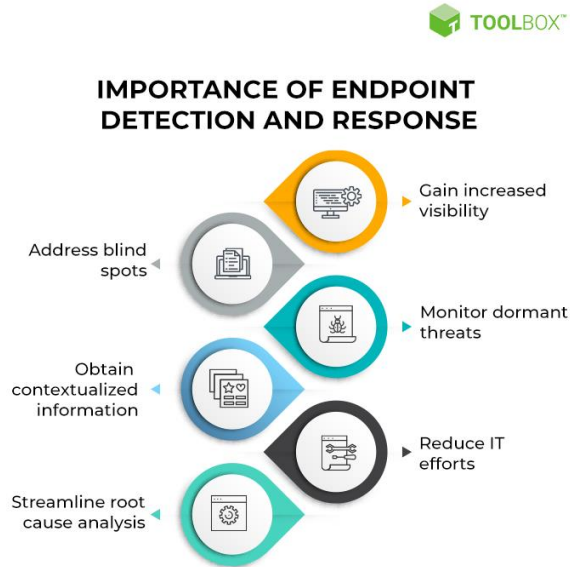 TOOLBOX™
IMPORTANCE OF ENDPOINT
DETECTION AND RESPONSE
Gain increased
visibility
Address blind
spots
Monitor dormant
threats
Obtain
contextualized
information
Reduce IT
efforts
Streamline root
cause analysis